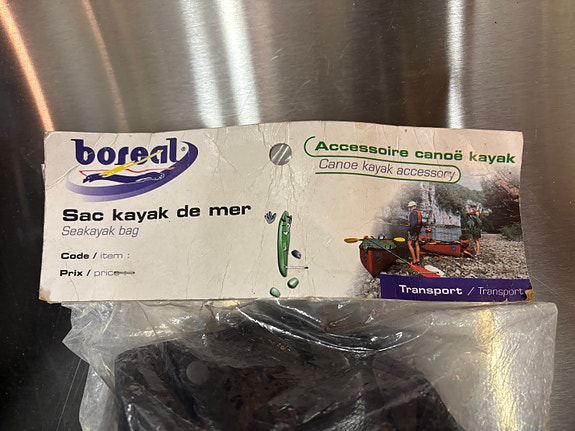 boreal®
Sac kayak de mer
Seakayak bag
Code / item :
Prix / price
Accessoire canoë kayak
Canoe kayak accessory
Transport / Transport